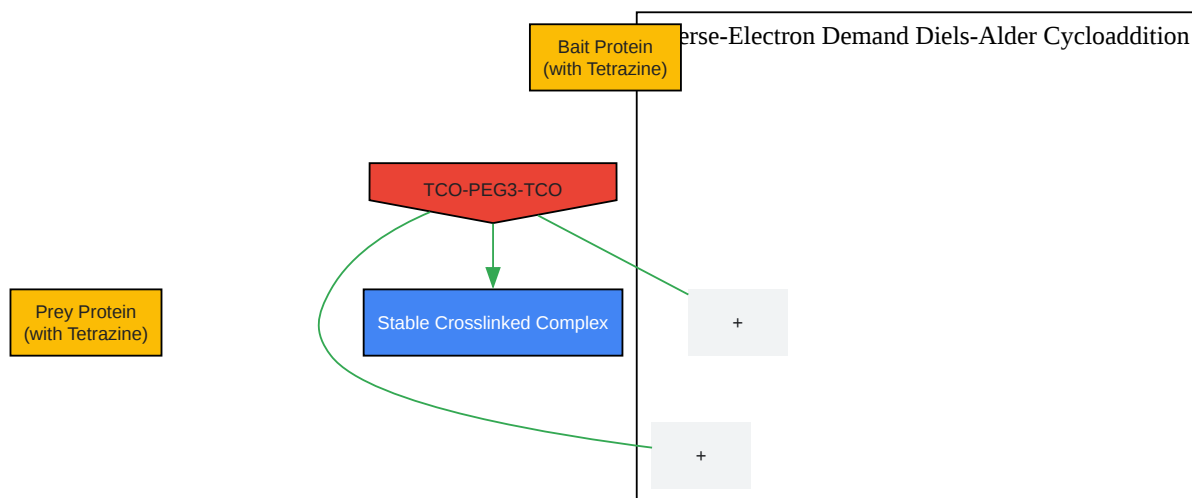 Bait Protein
(with Tetrazine)
erse-Electron Demand Diels-Alder Cycloaddition
TCO-PEG3-TCO
Prey Protein
(with Tetrazine)
Stable Crosslinked Complex
+
+